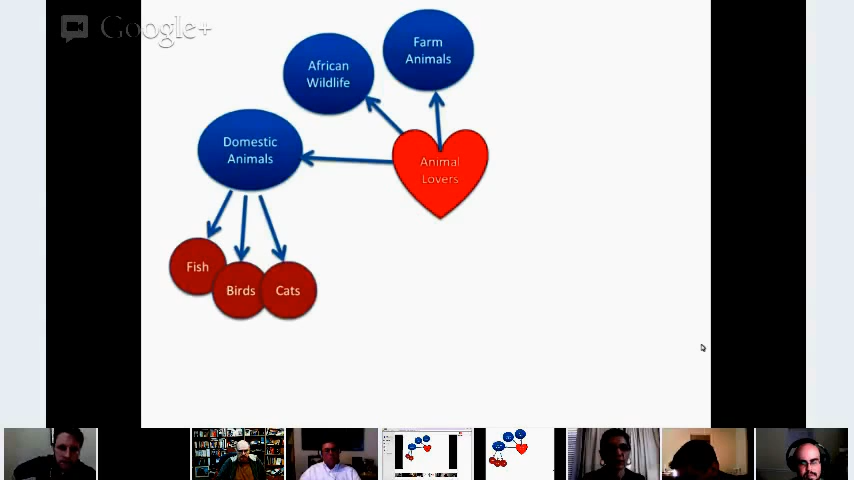 Google+
Farm
Animals
African
Wildlife
Domestic
Animals
Animal
Lovers
Fish
Birds
Cats